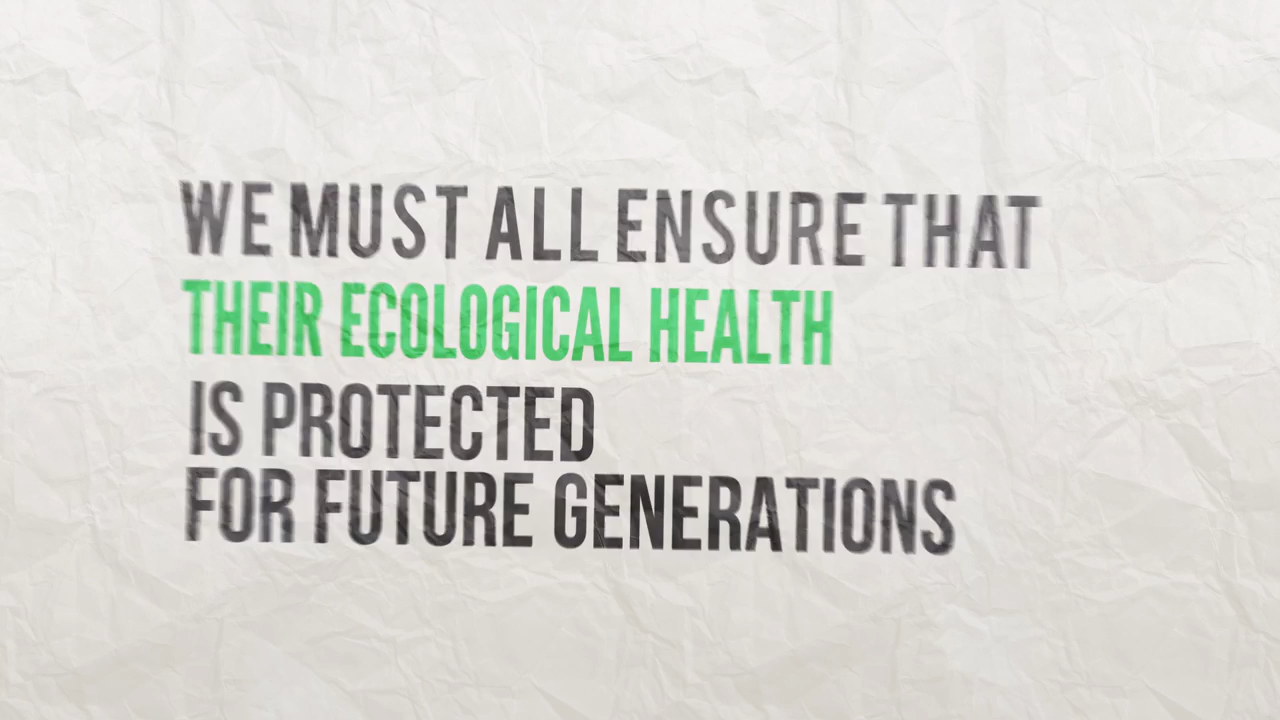 WE MUST ALL ENSURE THAT
THEIR ECOLOGICAL HEALTH
IS PROTECTED
FOR FUTURE GENERATIONS